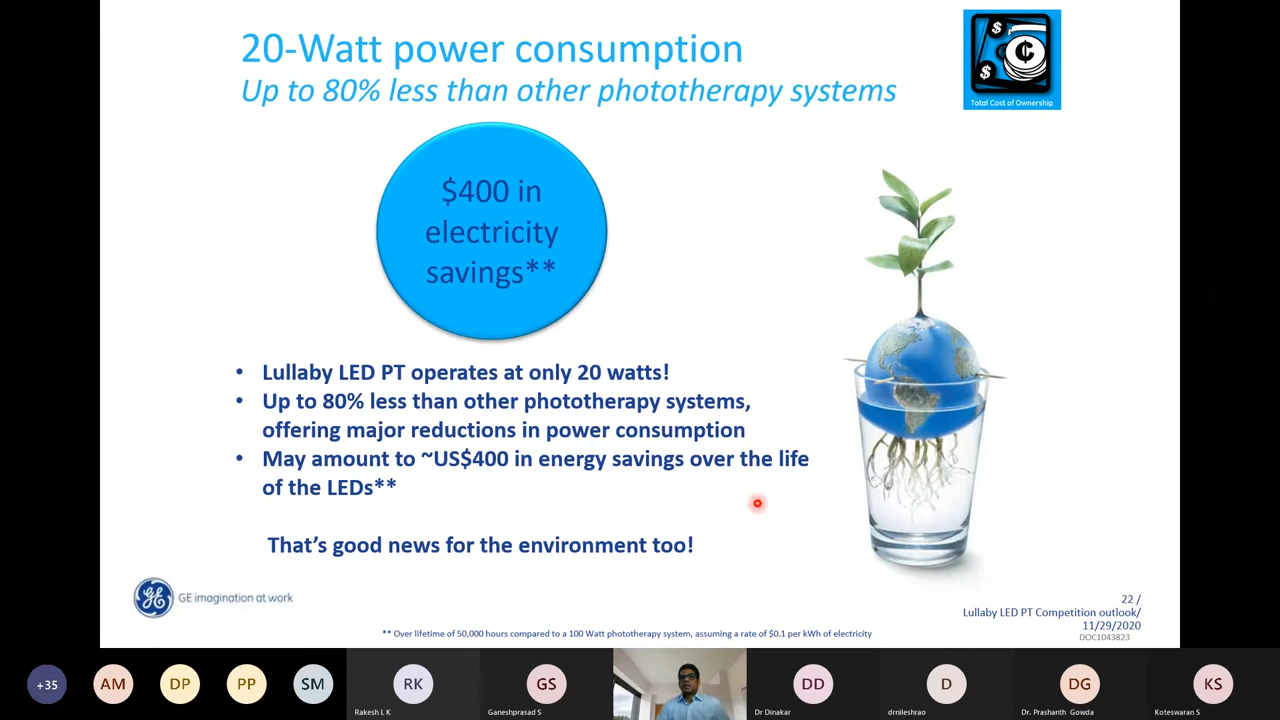 20-Watt power consumption
Up to 80% less than other phototherapy systems
$ ¢
$
Total Cost of Ownership
$400 in
electricity
savings**
• Lullaby LED PT operates at only 20 watts!
• Up to 80% less than other phototherapy systems,
offering major reductions in power consumption
• May amount to ~US$400 in energy savings over the life
of the LEDs**
That's good news for the environment too!
GE imagination at work
22 /
Lullaby LED PT Competition outlook/
11/29/2020
DOC1043823
** Over lifetime of 50,000 hours compared to a 100 Watt phototherapy system, assuming a rate of $0.1 per kWh of electricity
+35 AM DP PP SM RK GS DD D DG KS
Rakesh L K Ganeshprasad S Dr Dinakar drnileshrao Dr. Prashanth Gowda Koteswaran S